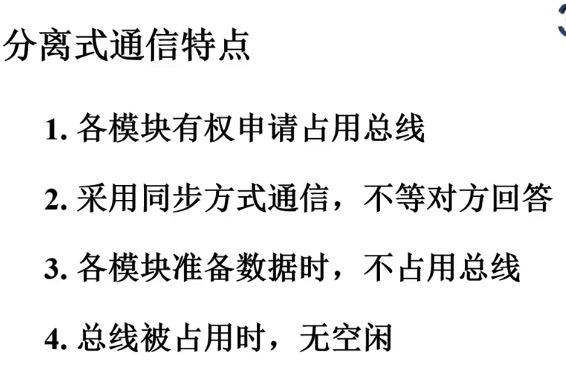 分离式通信特点
1. 各模块有权申请占用总线
2. 采用同步方式通信，不等对方回答
3. 各模块准备数据时，不占用总线
4. 总线被占用时，无空闲